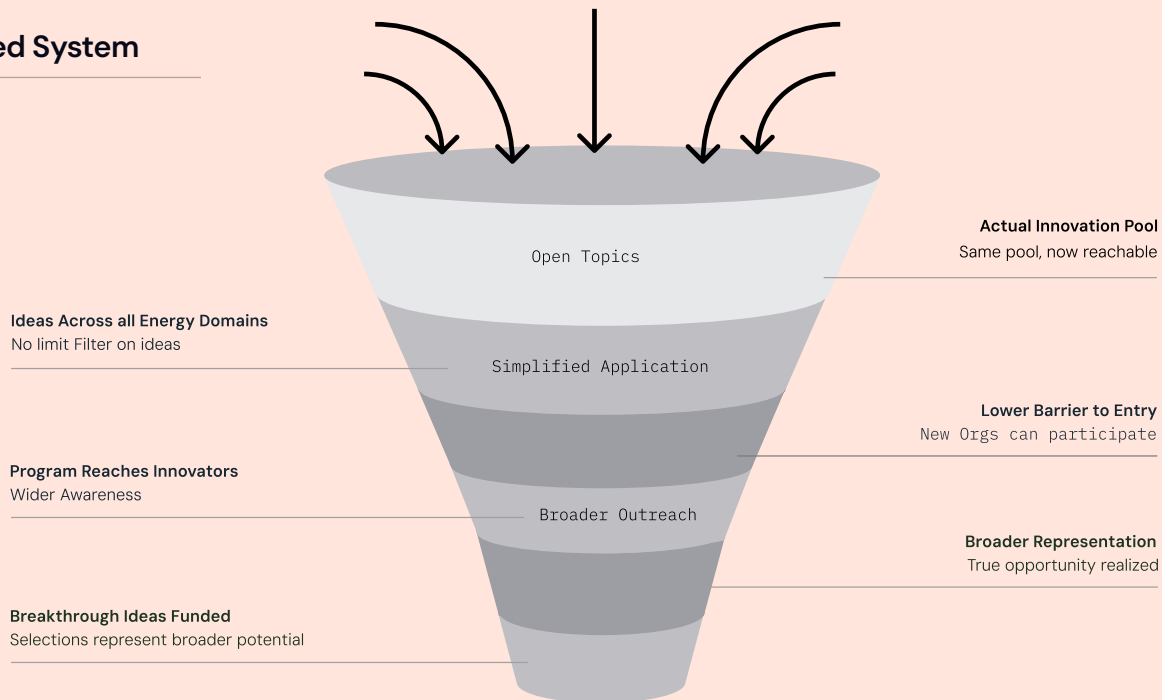 ed System
Open Topics
Actual Innovation Pool
Same pool, now reachable
Ideas Across all Energy Domains
No limit Filter on ideas
Simplified Application
Lower Barrier to Entry
New Orgs can participate
Program Reaches Innovators
Wider Awareness
Broader Outreach
Broader Representation
True opportunity realized
Breakthrough Ideas Funded
Selections represent broader potential